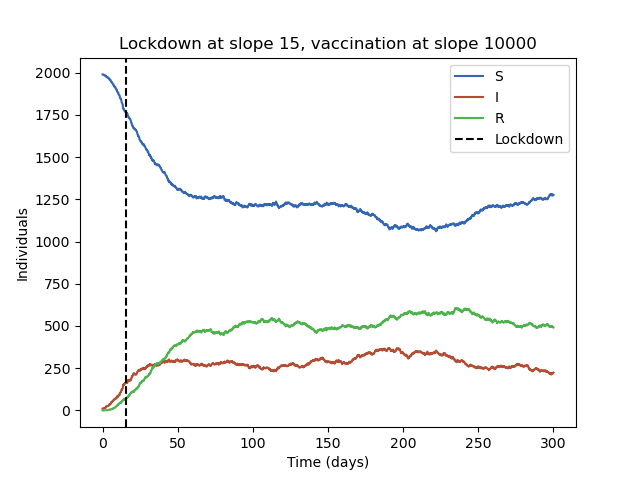 Lockdown at slope 15, vaccination at slope 10000
2000
1750
1500
1250
1000
750
500
250
0
Individuals
S
I
R
Lockdown
0 50 100 150 200 250 300
Time (days)